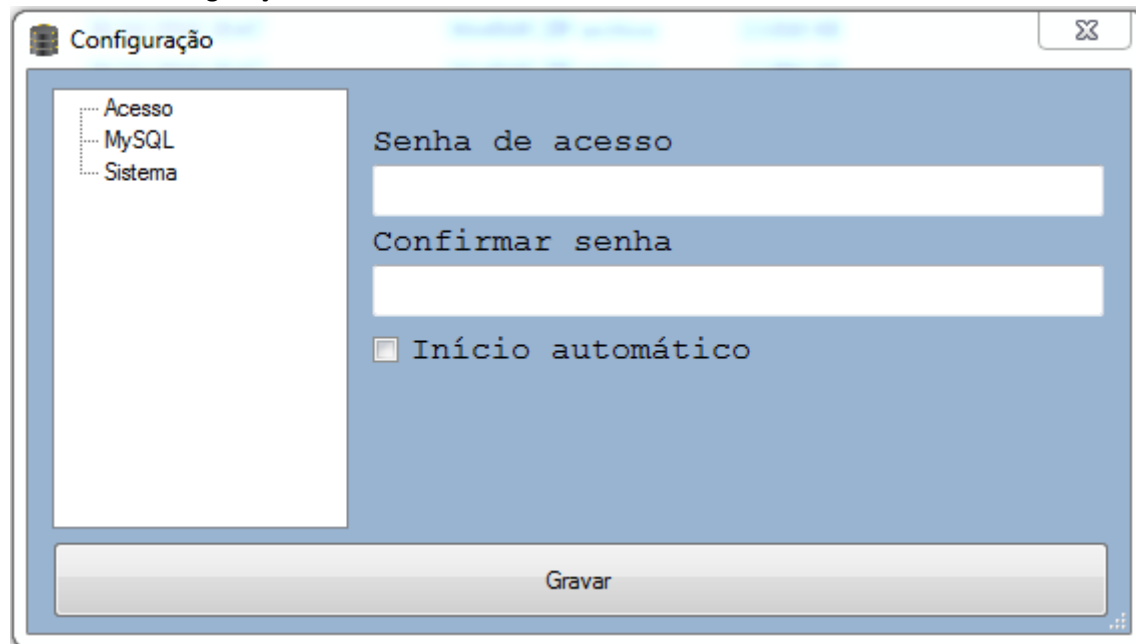 Configuração
Acesso
MySQL
Sistema
Senha de acesso
Confirmar senha
Início automático
Gravar